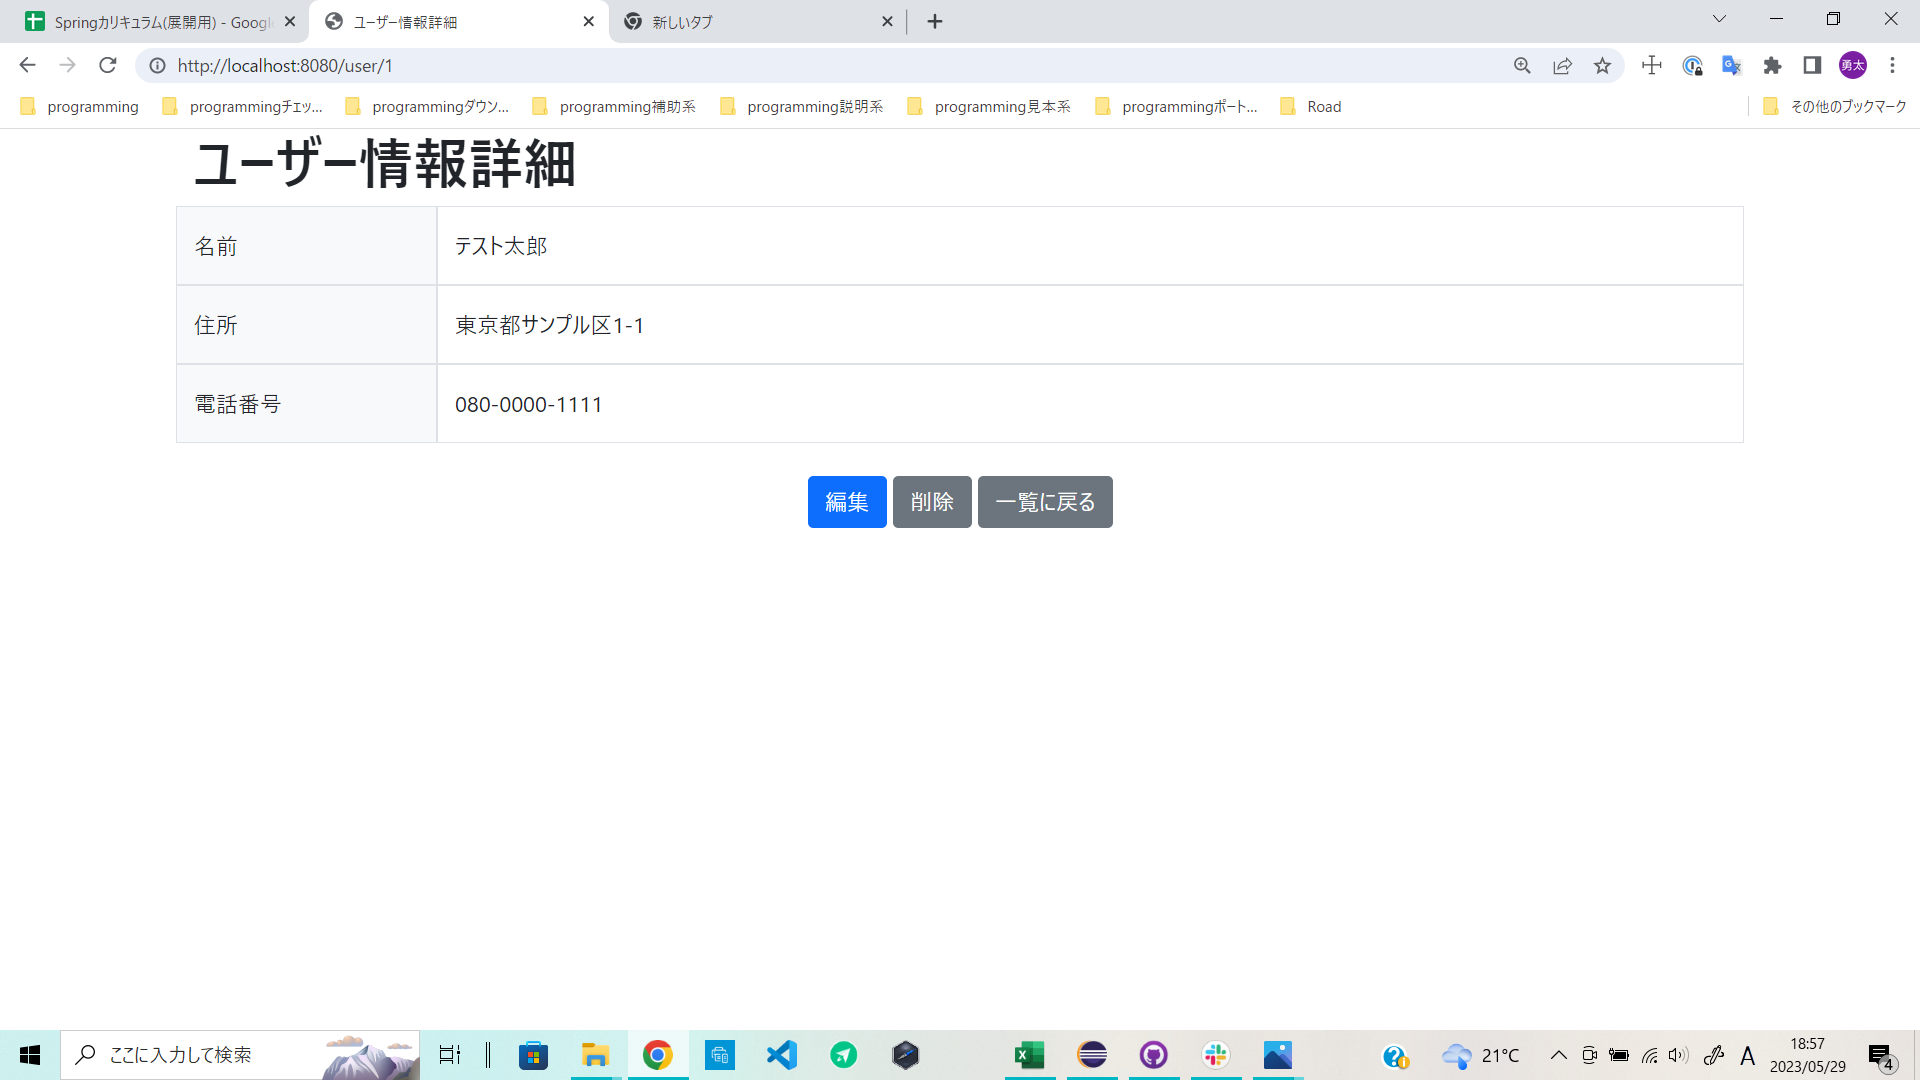 Springカリキュラム(展開用) - Googl
ユーザー情報詳細
新しいタブ
http://localhost:8080/user/1
勇太
programming
programmingチェッ...
programmingダウン...
programming補助系
programming説明系
programming見本系
programmingポート...
Road
その他のブックマーク
ユーザー情報詳細
名前 テスト太郎
住所 東京都サンプル区1-1
電話番号 080-0000-1111
編集 削除 一覧に戻る
ここに入力して検索
21°C
A
18:57
2023/05/29
4